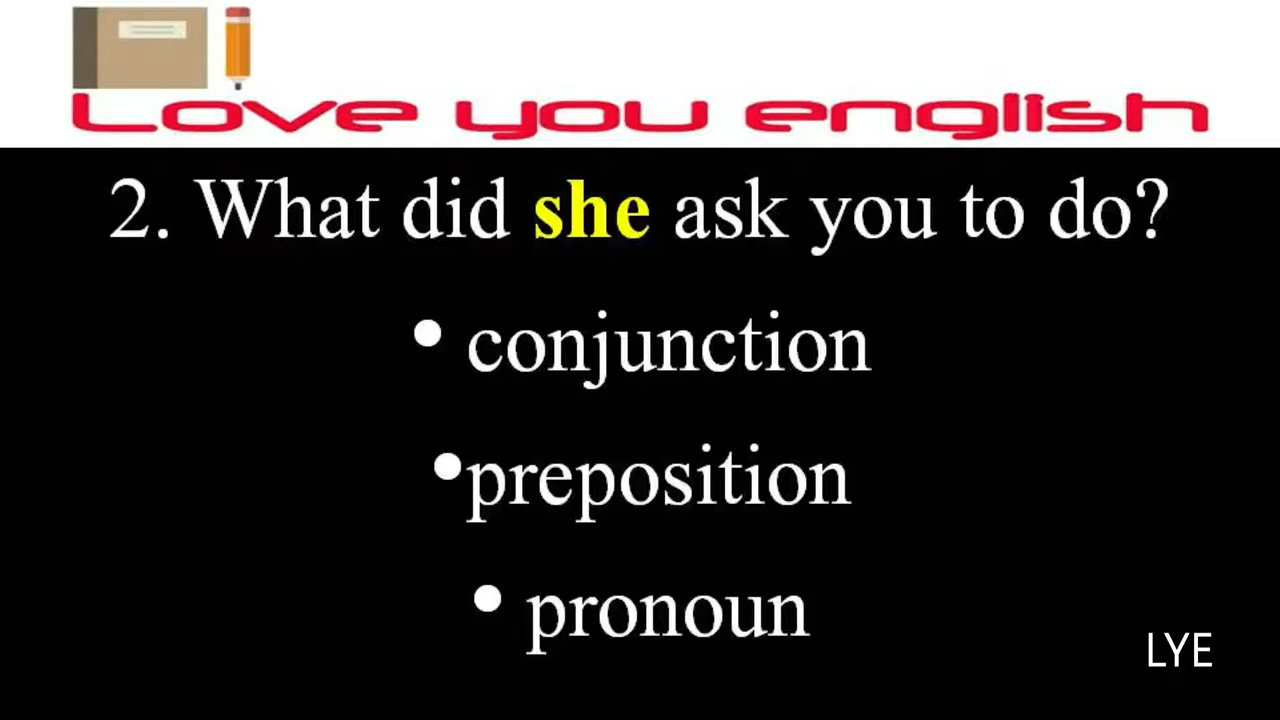 Love you english
2. What did she ask you to do?
• conjunction
•preposition
• pronoun
LYE